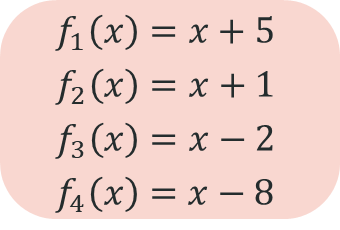 f₁(x) = x + 5
f₂(x) = x + 1
f₃(x) = x − 2
f₄(x) = x − 8